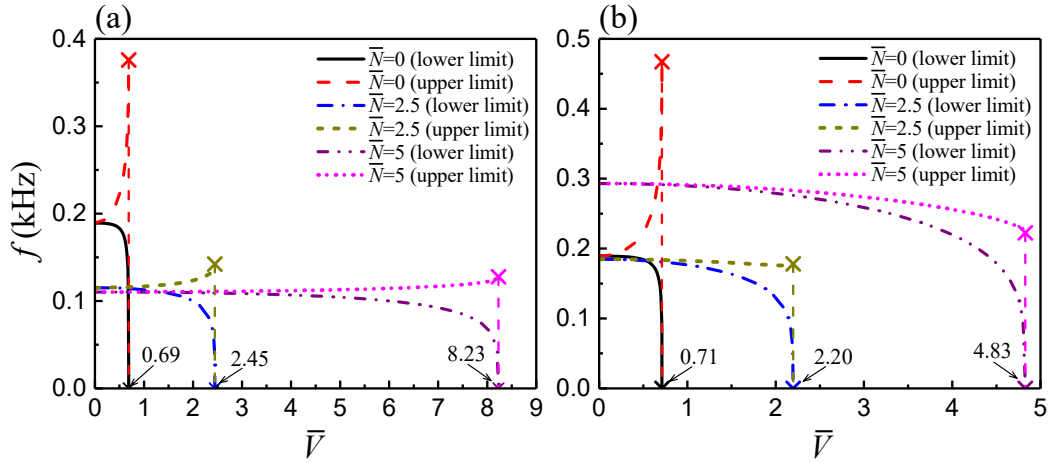 (a)
0.4
0.3
0.2
0.1
0.0
f (kHz)
N̅=0 (lower limit)
N̅=0 (upper limit)
N̅=2.5 (lower limit)
N̅=2.5 (upper limit)
N̅=5 (lower limit)
N̅=5 (upper limit)
0.69
2.45
8.23
0 1 2 3 4 5 6 7 8 9
V̅
(b)
0.5
0.4
0.3
0.2
0.1
0.0
N̅=0 (lower limit)
N̅=0 (upper limit)
N̅=2.5 (lower limit)
N̅=2.5 (upper limit)
N̅=5 (lower limit)
N̅=5 (upper limit)
0.71
2.20
4.83
0 1 2 3 4 5
V̅